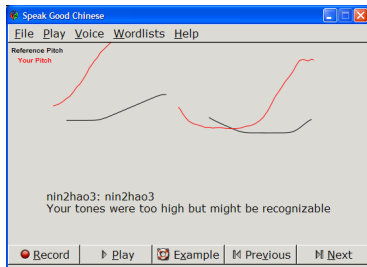 Speak Good Chinese
File Play Voice Wordlists Help
Reference Pitch
Your Pitch
nin2hao3: nin2hao3
Your tones were too high but might be recognizable
Record Play Example Previous Next